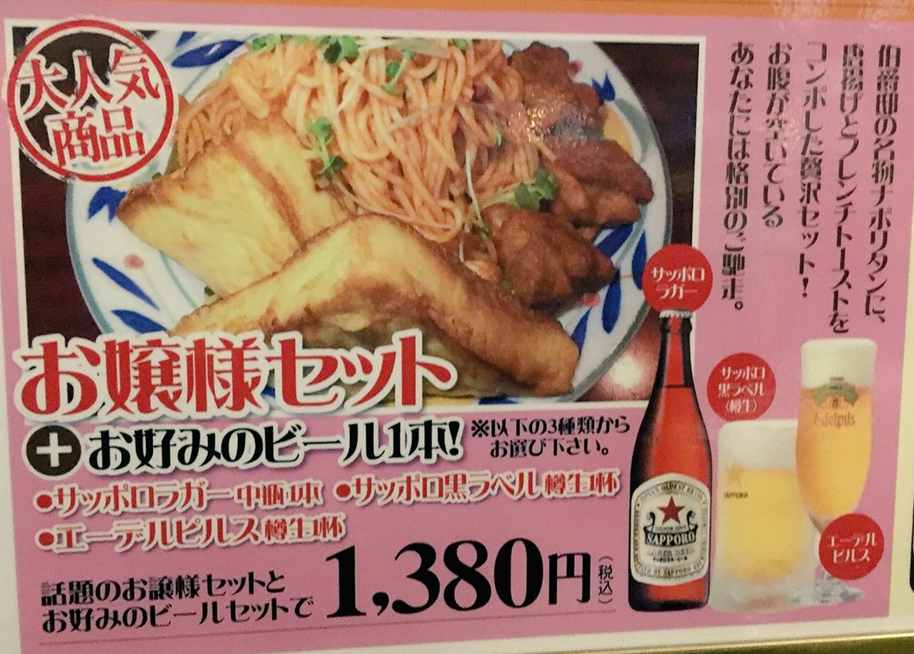 大人気
商品
伯爵邸の名物ナポリタンに、
唐揚げとフレンチトーストを
コンボした贅沢セット!
お腹が空いている
あなたには格別のご馳走。
サッポロ
ラガー
サッポロ
黒ラベル
(樽生)
Edelpils
SAPPORO
エーデル
ピルス
SAPPORO
お嬢様セット
+お好みのビール1本!
※以下の3種類から
お選び下さい。
•サッポロラガー中瓶1本 •サッポロ黒ラベル樽生1杯
•エーデルピルス樽生1杯
話題のお嬢様セットと
お好みのビールセットで
1,380円(税込)